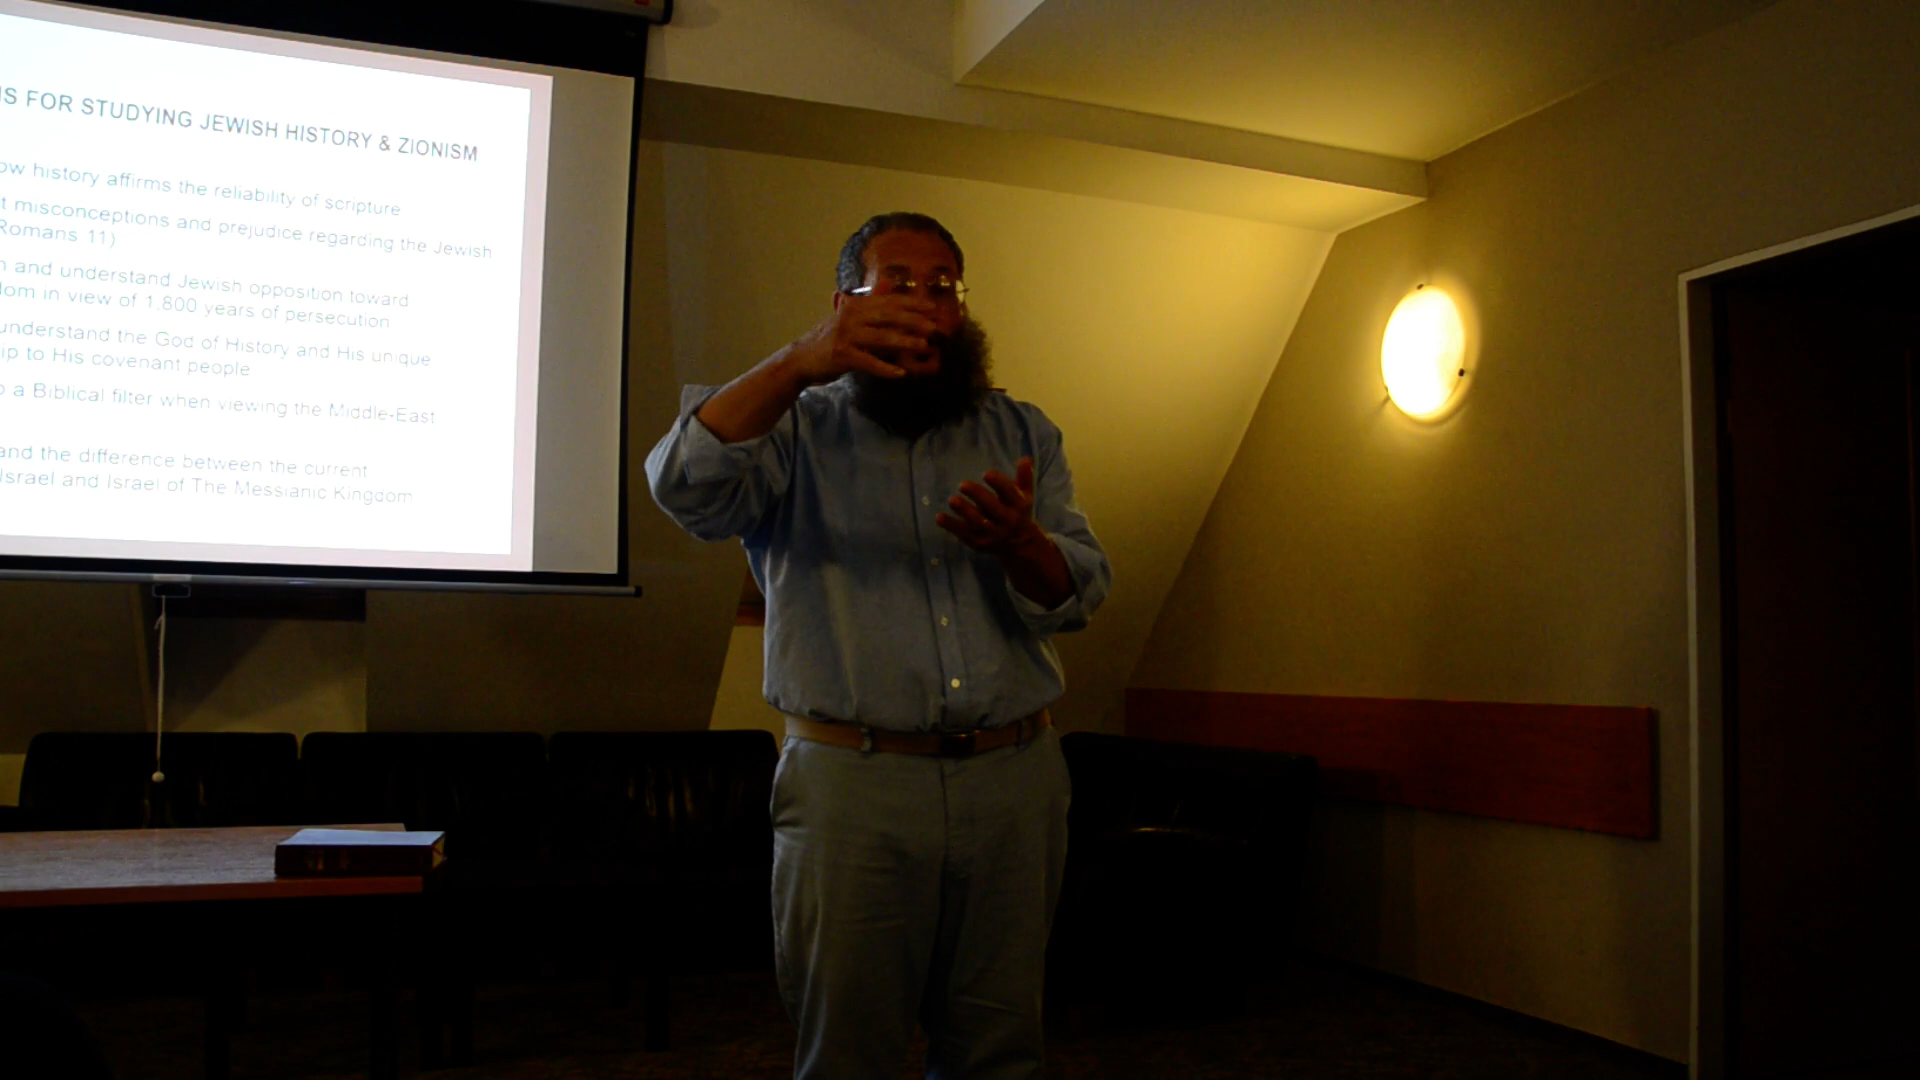 S FOR STUDYING JEWISH HISTORY & ZIONISM
ow history affirms the reliability of scripture
t misconceptions and prejudice regarding the Jewish
Romans 11)
n and understand Jewish opposition toward
dom in view of 1,800 years of persecution
understand the God of History and His unique
ip to His covenant people
o a Biblical filter when viewing the Middle-East
and the difference between the current
Israel and Israel of The Messianic Kingdom